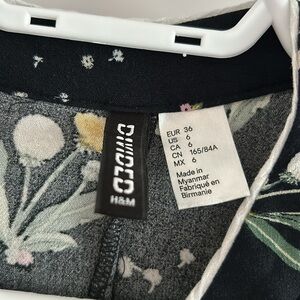 DIVIDED
H&M
EUR 36
US 6
CA 6
CN 165/84A
MX 6
Made in
Myanmar
Fabriqué en
Birmanie